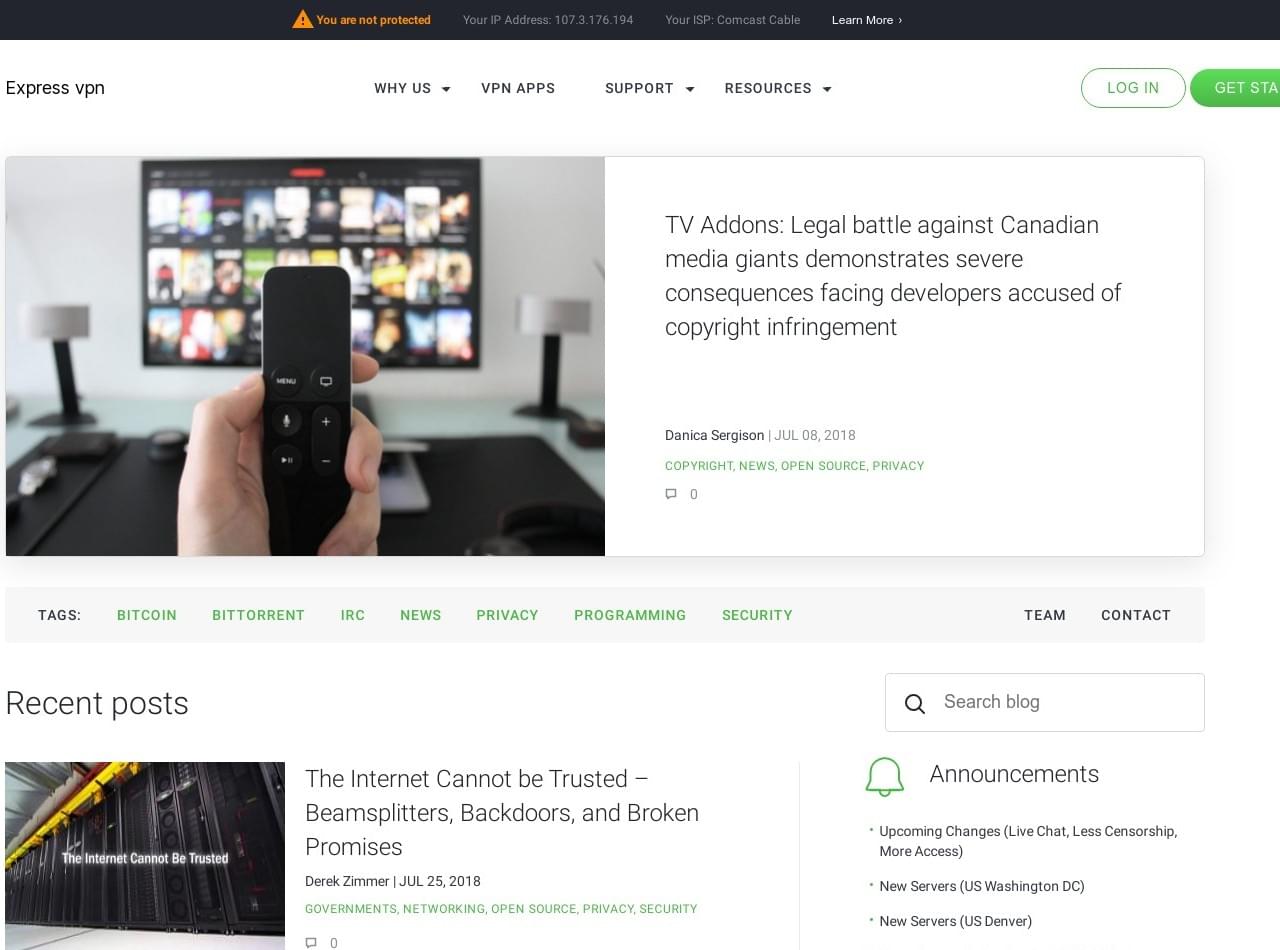 You are not protected Your IP Address: 107.3.176.194 Your ISP: Comcast Cable Learn More ›
Express vpn
WHY US VPN APPS SUPPORT RESOURCES
LOG IN GET STA
TV Addons: Legal battle against Canadian
media giants demonstrates severe
consequences facing developers accused of
copyright infringement
MENU
Danica Sergison | JUL 08, 2018
COPYRIGHT, NEWS, OPEN SOURCE, PRIVACY
0
TAGS: BITCOIN BITTORRENT IRC NEWS PRIVACY PROGRAMMING SECURITY TEAM CONTACT
Recent posts
Search blog
The Internet Cannot Be Trusted
The Internet Cannot be Trusted –
Beamsplitters, Backdoors, and Broken
Promises
Derek Zimmer | JUL 25, 2018
GOVERNMENTS, NETWORKING, OPEN SOURCE, PRIVACY, SECURITY
0
Announcements
Upcoming Changes (Live Chat, Less Censorship,
More Access)
New Servers (US Washington DC)
New Servers (US Denver)